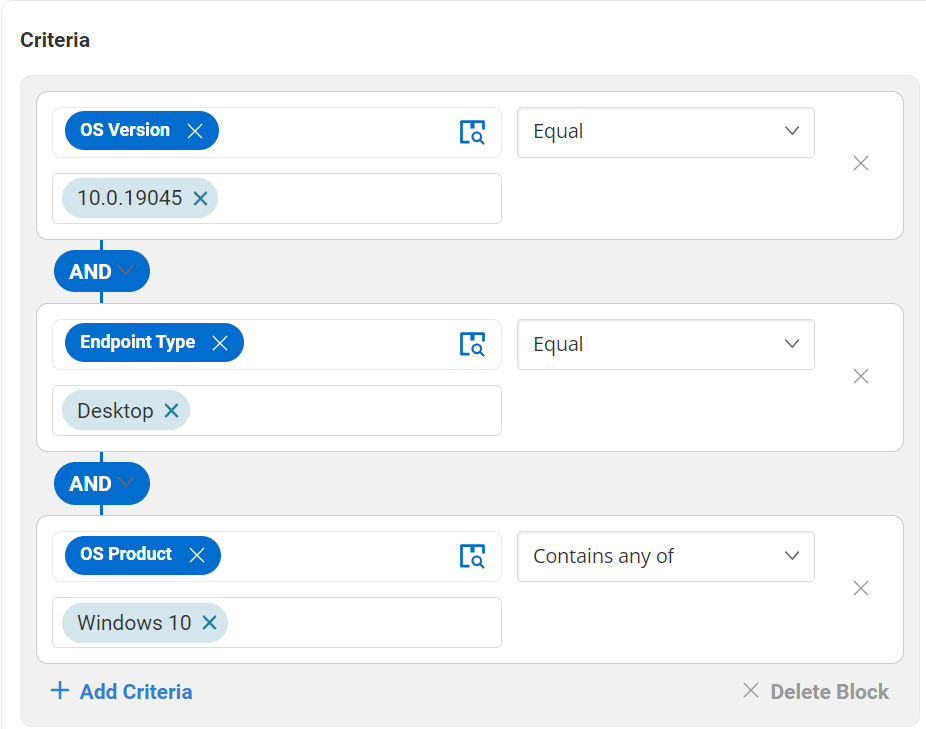 Criteria
OS Version
Equal
10.0.19045
AND
Endpoint Type
Equal
Desktop
AND
OS Product
Contains any of
Windows 10
Add Criteria
Delete Block